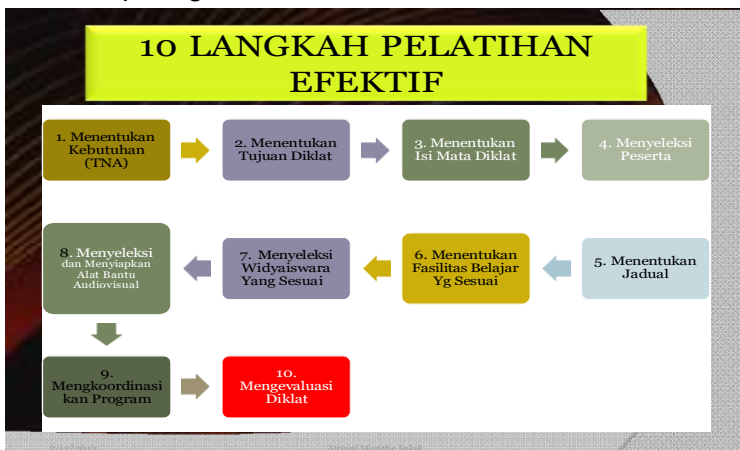 10 LANGKAH PELATIHAN
EFEKTIF
1. Menentukan
Kebutuhan
(TNA)
2. Menentukan
Tujuan Diklat
3. Menentukan
Isi Mata Diklat
4. Menyeleksi
Peserta
5. Menentukan
Jadual
6. Menentukan
Fasilitas Belajar
Yg Sesuai
7. Menyeleksi
Widyaiswara
Yang Sesuai
8. Menyeleksi
dan Menyiapkan
Alat Bantu
Audiovisual
9.
Mengkoordinasi
kan Program
10.
Mengevaluasi
Diklat